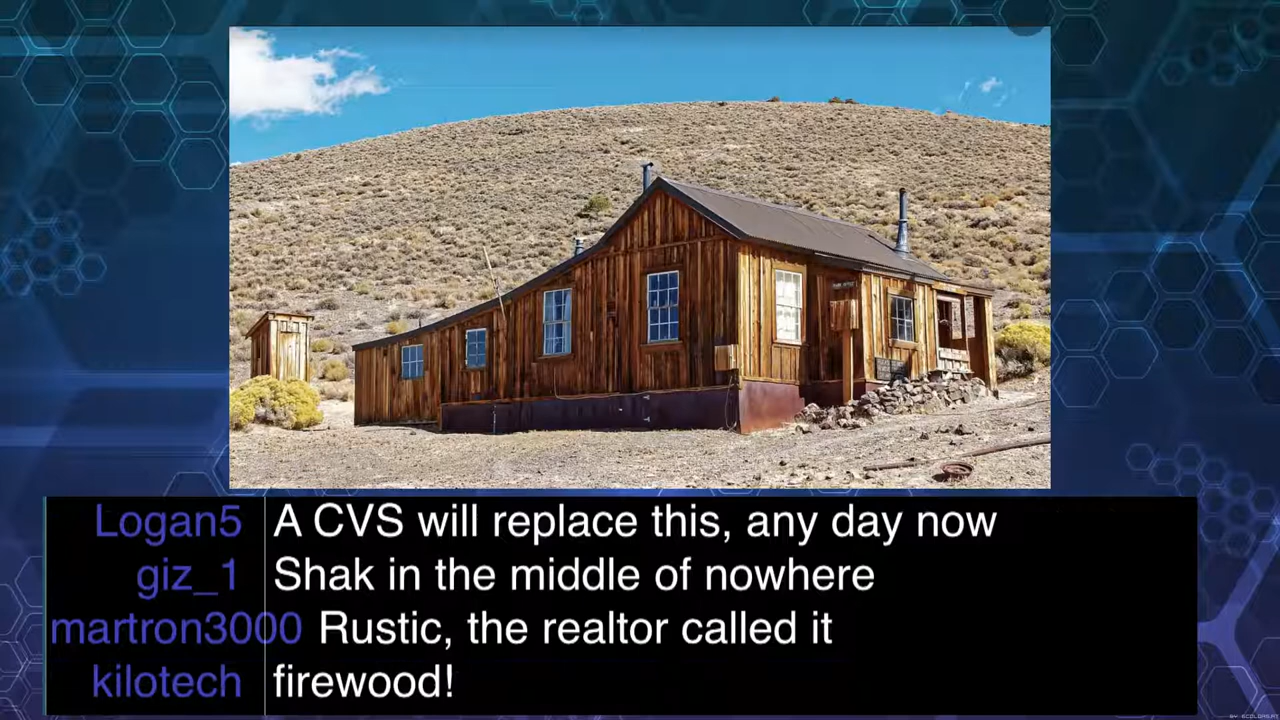 Logan5 A CVS will replace this, any day now
giz_1 Shak in the middle of nowhere
martron3000 Rustic, the realtor called it
kilotech firewood!